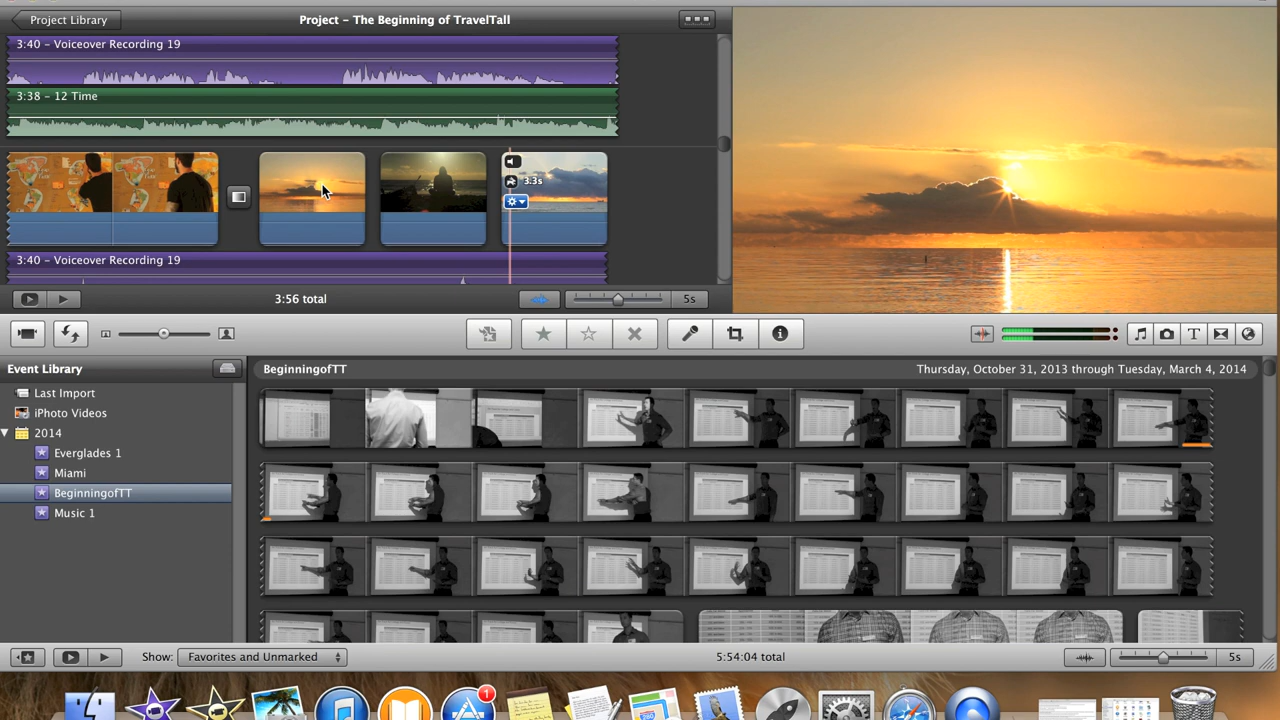 Project Library
Project – The Beginning of TravelTall
3:40 – Voiceover Recording 19
3:38 – 12 Time
3.3s
3:40 – Voiceover Recording 19
3:56 total
5s
Event Library
BeginningofTT
Thursday, October 31, 2013 through Tuesday, March 4, 2014
Last Import
iPhoto Videos
2014
Everglades 1
Miami
BeginningofTT
Music 1
Show:
Favorites and Unmarked
5:54:04 total
5s
1